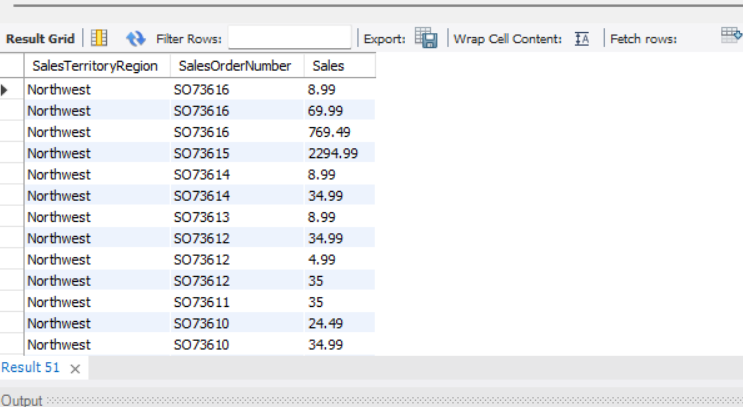 Result Grid Filter Rows: Export: Wrap Cell Content: IA Fetch rows:
SalesTerritoryRegion SalesOrderNumber Sales
Northwest SO73616 8.99
Northwest SO73616 69.99
Northwest SO73616 769.49
Northwest SO73615 2294.99
Northwest SO73614 8.99
Northwest SO73614 34.99
Northwest SO73613 8.99
Northwest SO73612 34.99
Northwest SO73612 4.99
Northwest SO73612 35
Northwest SO73611 35
Northwest SO73610 24.49
Northwest SO73610 34.99
Result 51 ×
Output